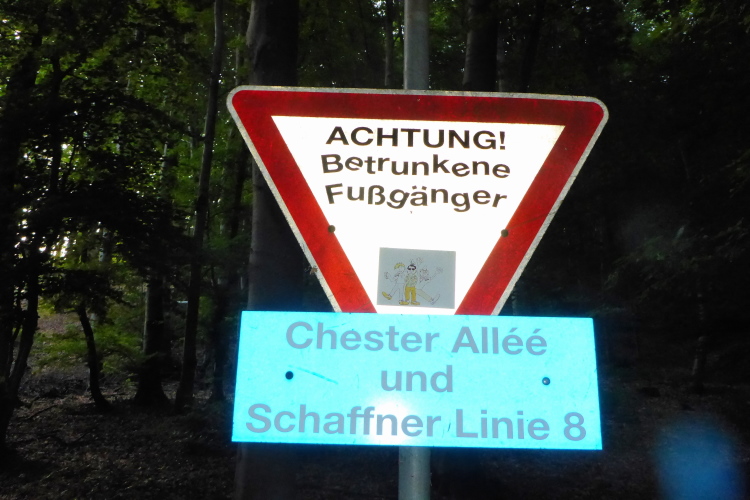 ACHTUNG!
Betrunkene
Fußgänger
Chester Alléé
und
Schaffner Linie 8